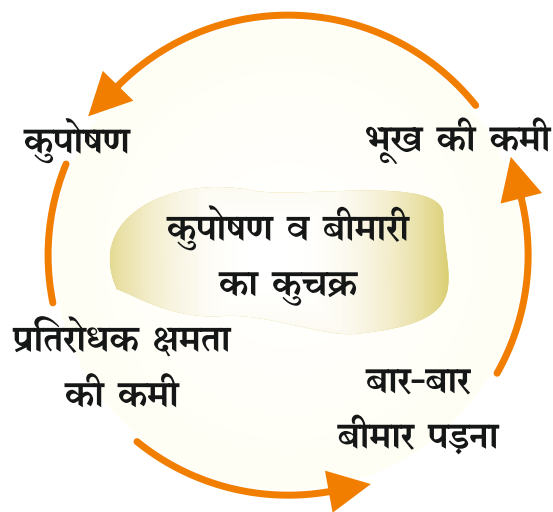 कुपोषण
भूख की कमी
कुपोषण व बीमारी
का कुचक्र
प्रतिरोधक क्षमता
की कमी
बार-बार
बीमार पड़ना